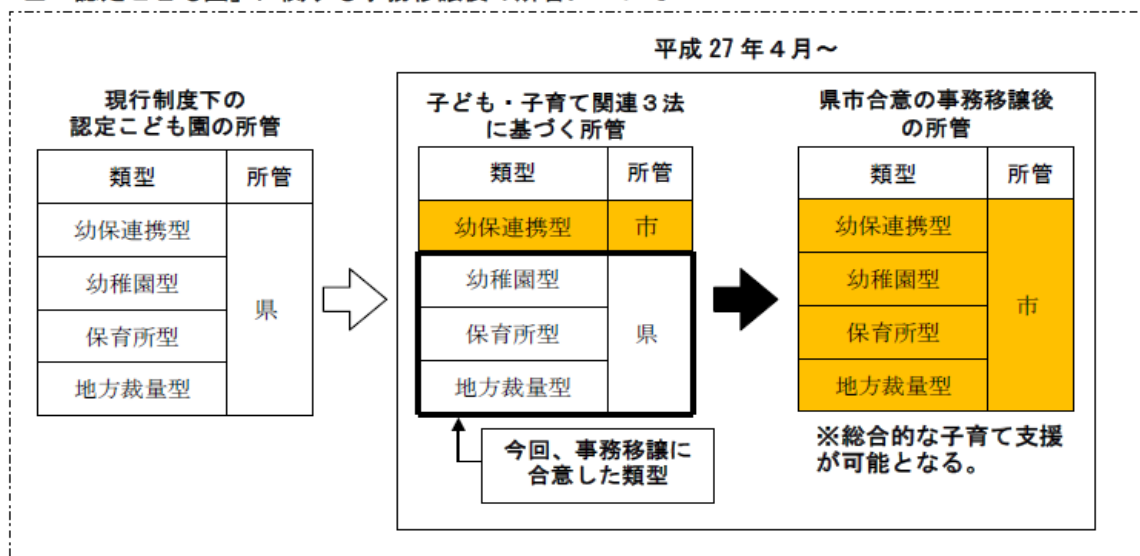 平成 27 年 4 月～
現行制度下の
認定こども園の所管
類型 所管
幼保連携型
幼稚園型
保育所型
地方裁量型
県
子ども・子育て関連３法
に基づく所管
類型 所管
幼保連携型 市
幼稚園型
保育所型
地方裁量型
県
今回、事務移譲に
合意した類型
県市合意の事務移譲後
の所管
類型 所管
幼保連携型
幼稚園型
保育所型
地方裁量型
市
※総合的な子育て支援
が可能となる。